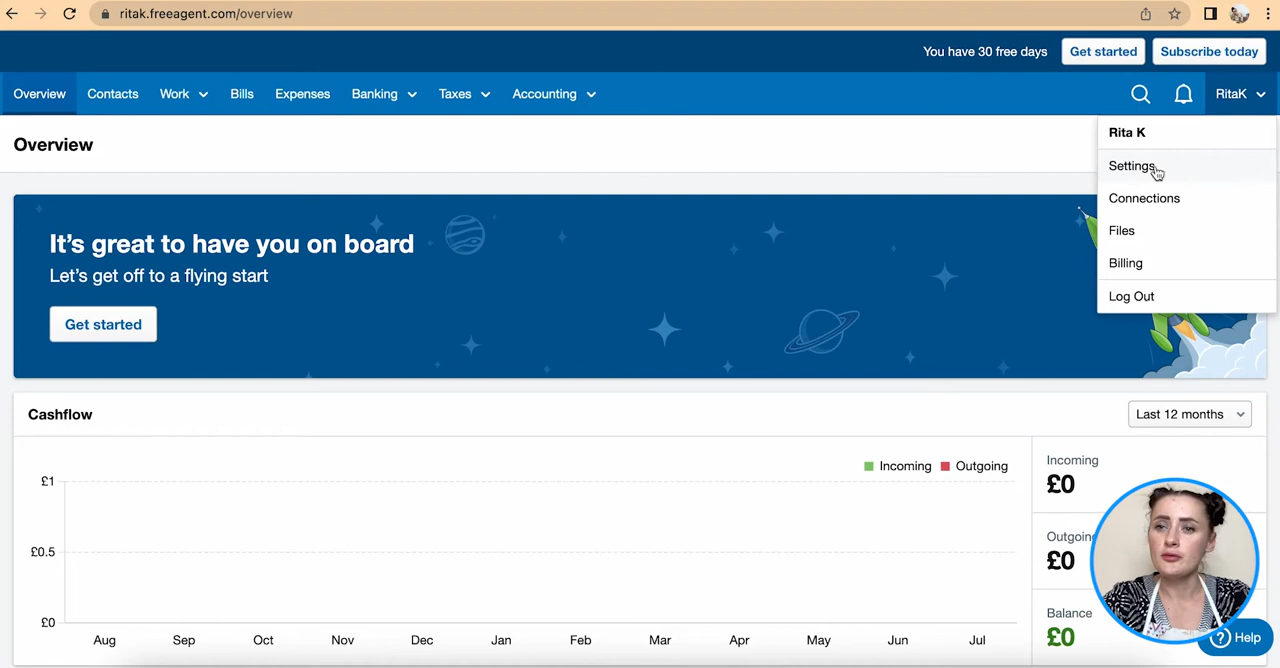 ritak.freeagent.com/overview
You have 30 free days Get started Subscribe today
Overview Contacts Work Bills Expenses Banking Taxes Accounting RitaK
Rita K
Settings
Connections
Files
Billing
Log Out
Overview
It's great to have you on board
Let's get off to a flying start
Get started
Cashflow
Last 12 months
Incoming Outgoing
£1
£0.5
£0
Aug Sep Oct Nov Dec Jan Feb Mar Apr May Jun Jul
Incoming
£0
Outgoing
£0
Balance
£0
? Help